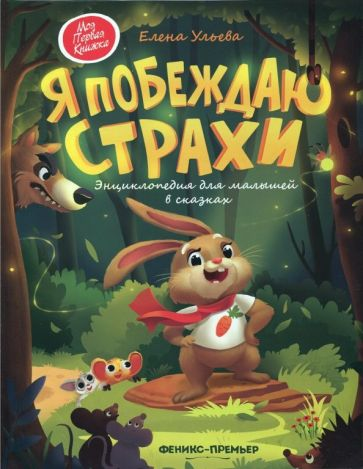 Моя
Первая
Книжка
Елена Ульева
Я ПОБЕЖДАЮ
СТРАХИ
Энциклопедия для малышей
в сказках
ФЕНИКС-ПРЕМЬЕР